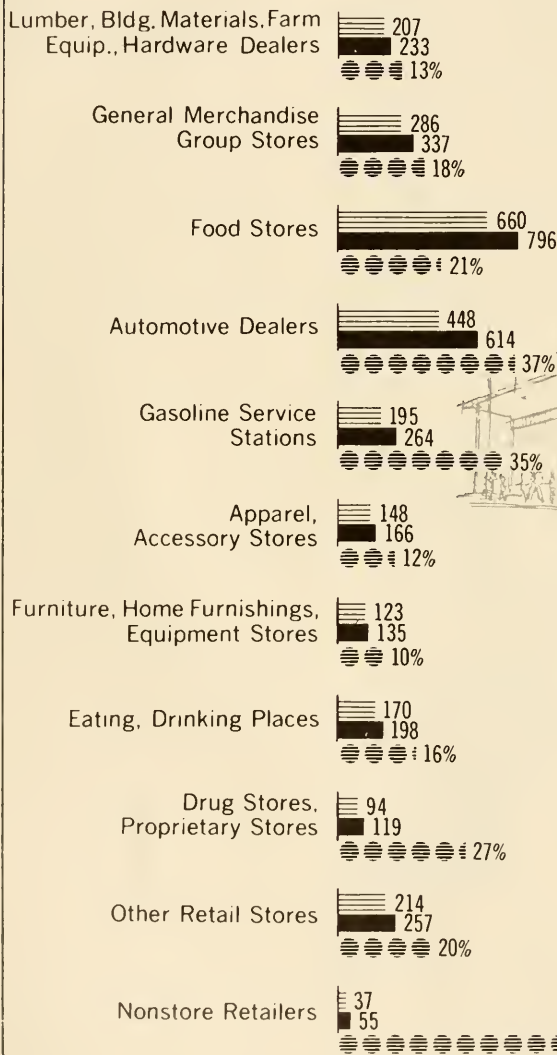 Lumber, Bldg. Materials, Farm
Equip., Hardware Dealers
207
233
13%
General Merchandise
Group Stores
286
337
18%
Food Stores
660
796
21%
Automotive Dealers
448
614
37%
Gasoline Service
Stations
195
264
35%
Apparel,
Accessory Stores
148
166
12%
Furniture, Home Furnishings,
Equipment Stores
123
135
10%
Eating, Drinking Places
170
198
16%
Drug Stores,
Proprietary Stores
94
119
27%
Other Retail Stores
214
257
20%
Nonstore Retailers
37
55